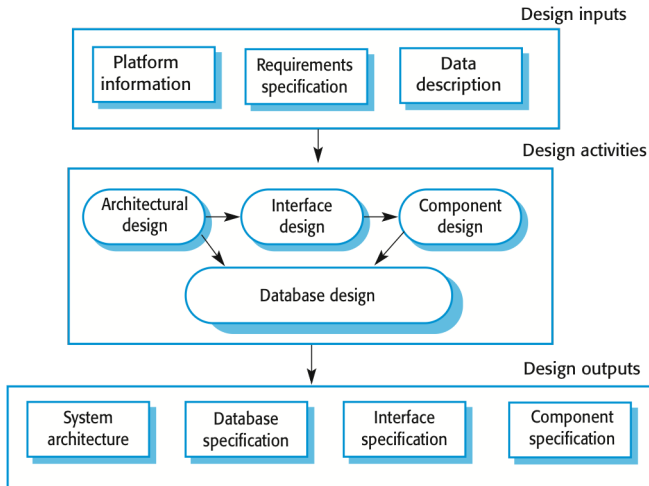 Design inputs
Platform
information
Requirements
specification
Data
description
Design activities
Architectural
design
Interface
design
Component
design
Database design
Design outputs
System
architecture
Database
specification
Interface
specification
Component
specification